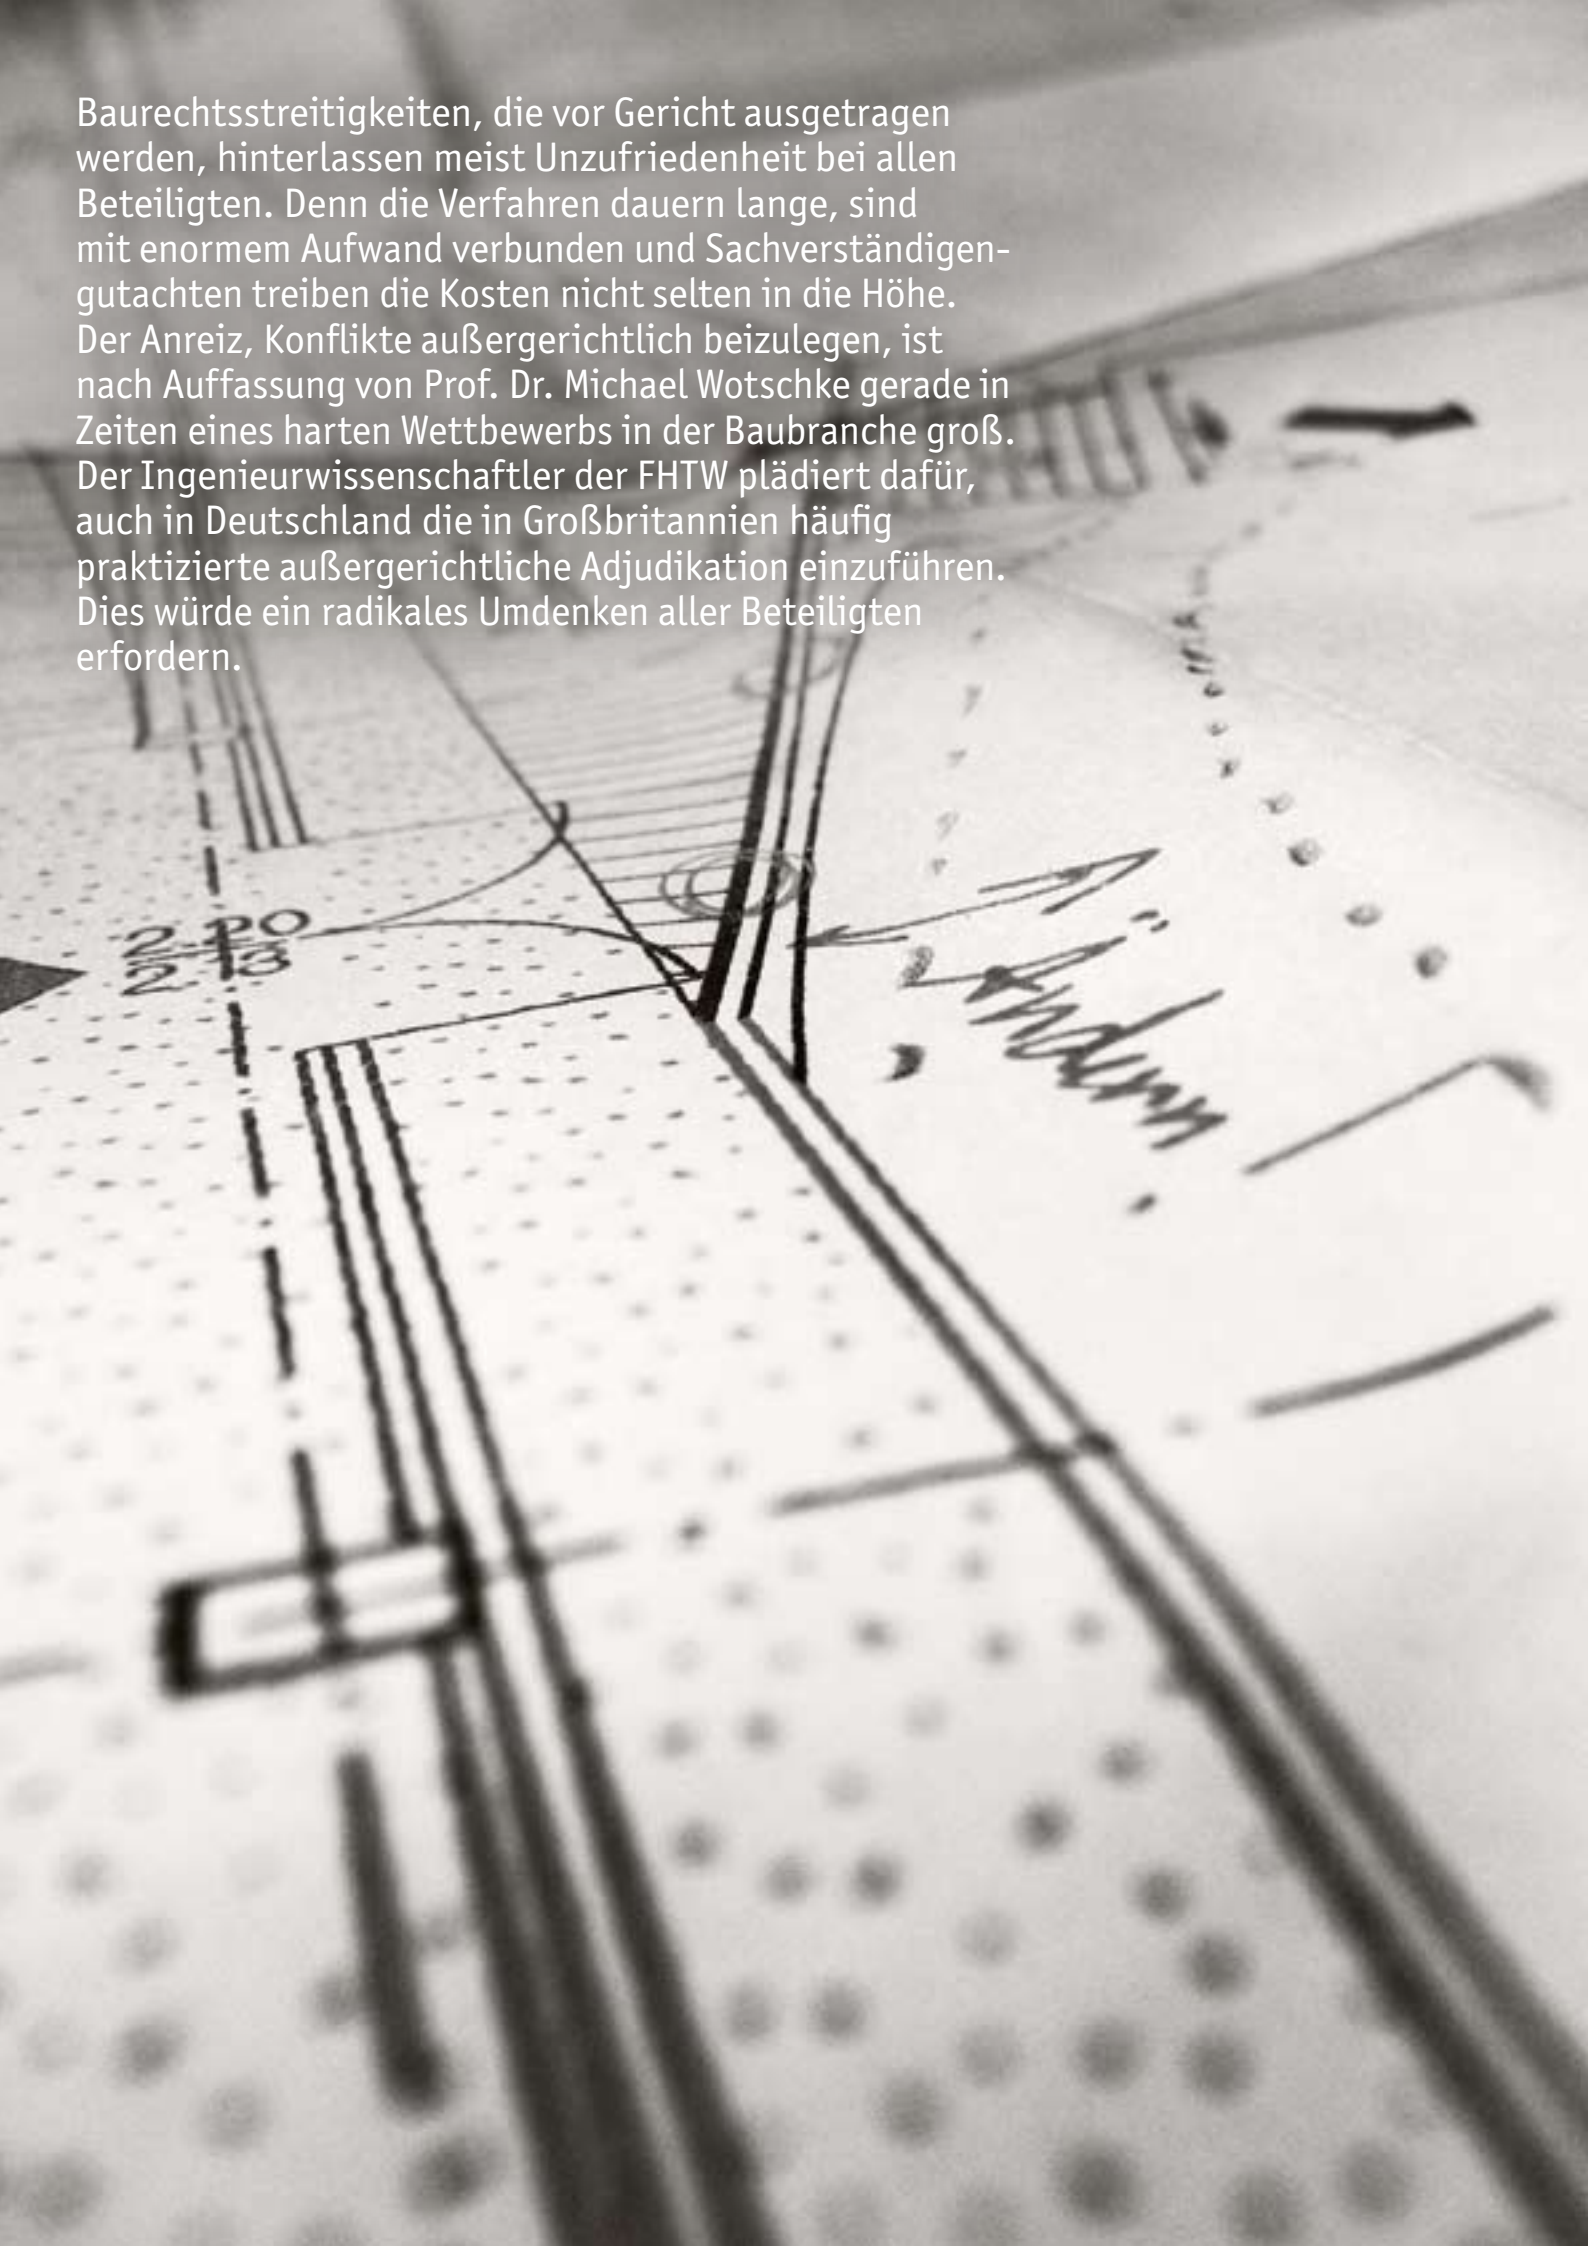 Baurechtsstreitigkeiten, die vor Gericht ausgetragen
werden, hinterlassen meist Unzufriedenheit bei allen
Beteiligten. Denn die Verfahren dauern lange, sind
mit enormem Aufwand verbunden und Sachverständigen-
gutachten treiben die Kosten nicht selten in die Höhe.
Der Anreiz, Konflikte außergerichtlich beizulegen, ist
nach Auffassung von Prof. Dr. Michael Wotschke gerade in
Zeiten eines harten Wettbewerbs in der Baubranche groß.
Der Ingenieurwissenschaftler der FHTW plädiert dafür,
auch in Deutschland die in Großbritannien häufig
praktizierte außergerichtliche Adjudikation einzuführen.
Dies würde ein radikales Umdenken aller Beteiligten
erfordern.